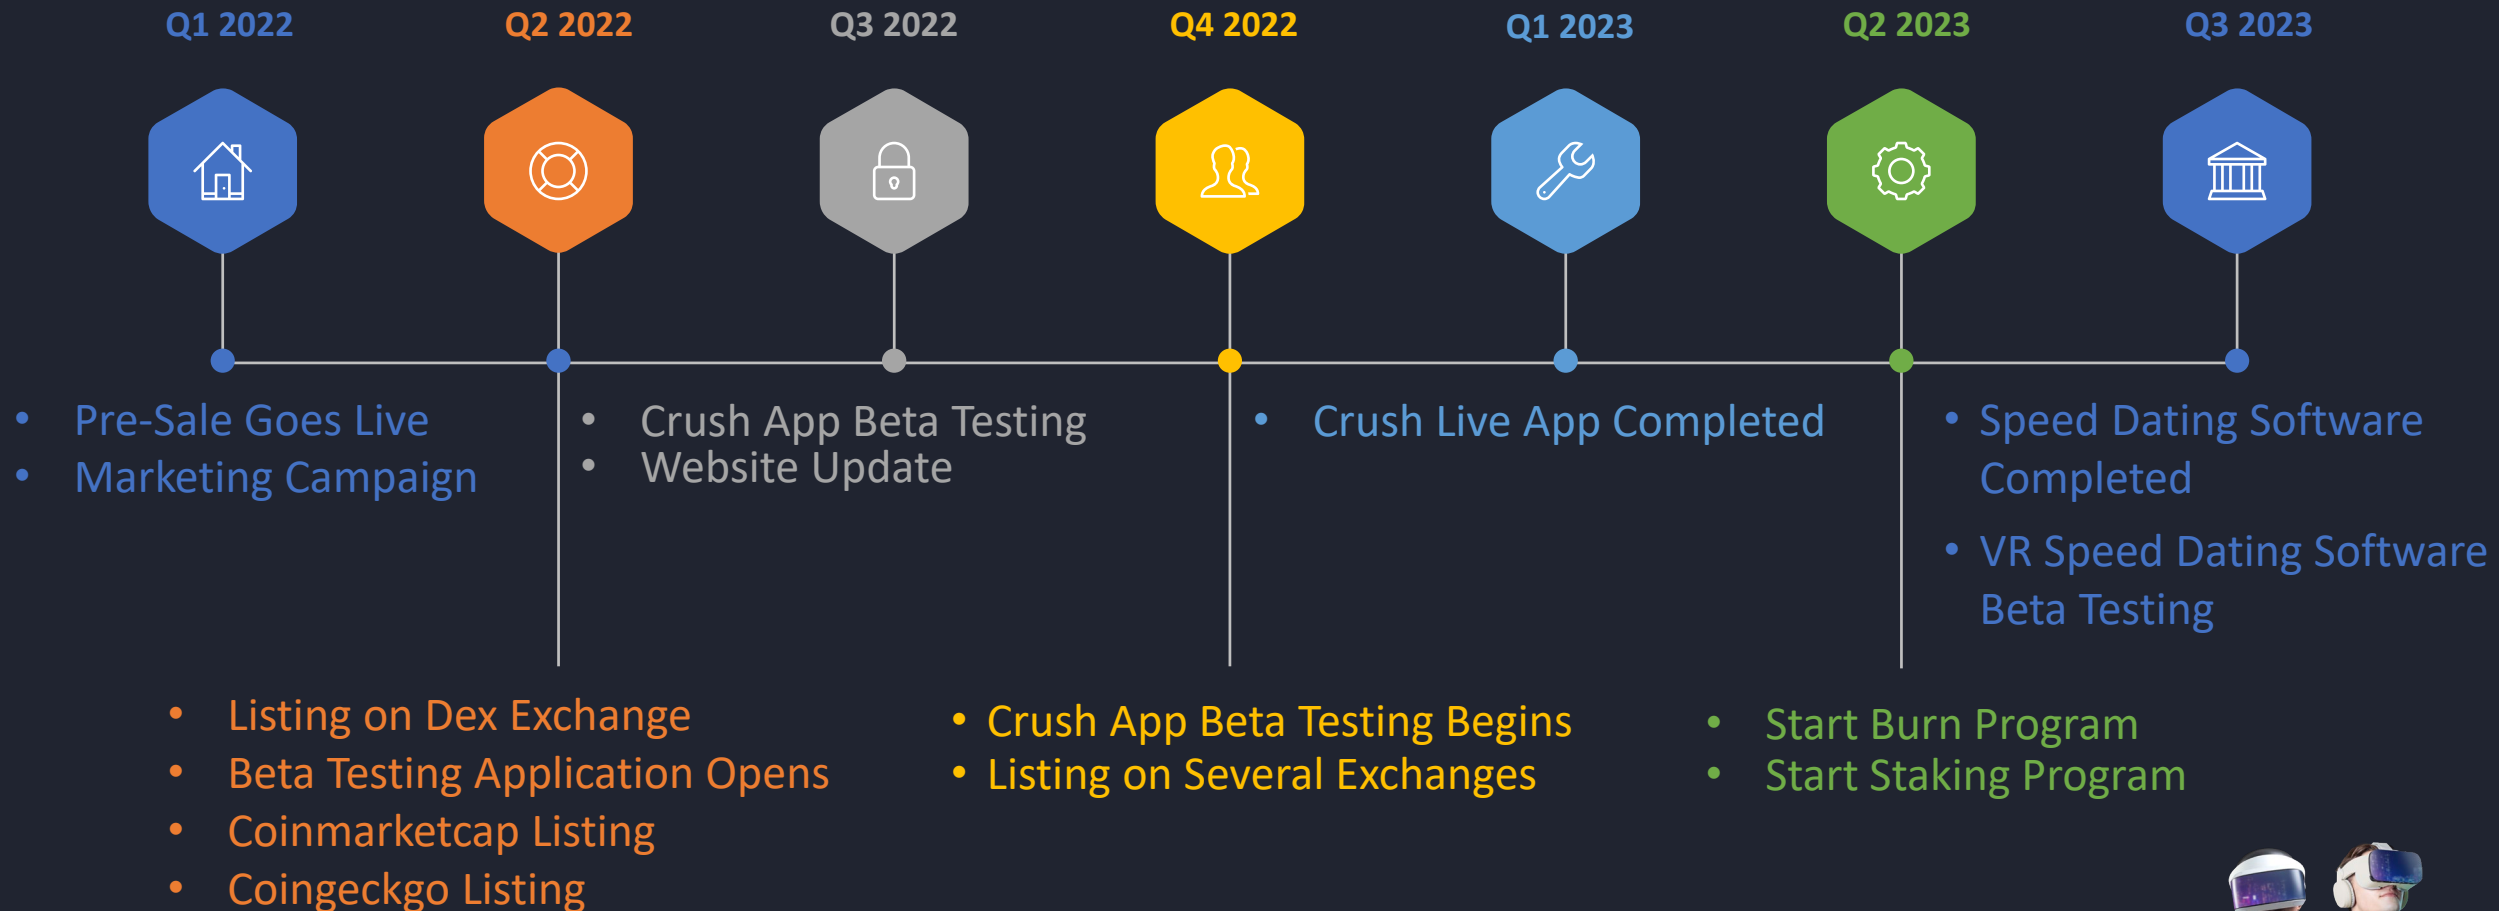 Q1 2022
Q2 2022
Q3 2022
Q4 2022
Q1 2023
Q2 2023
Q3 2023
• Pre-Sale Goes Live
• Marketing Campaign
• Crush App Beta Testing
• Website Update
• Crush Live App Completed
• Speed Dating Software
Completed
• VR Speed Dating Software
Beta Testing
• Listing on Dex Exchange
• Beta Testing Application Opens
• Coinmarketcap Listing
• Coingeckgo Listing
• Crush App Beta Testing Begins
• Listing on Several Exchanges
• Start Burn Program
• Start Staking Program